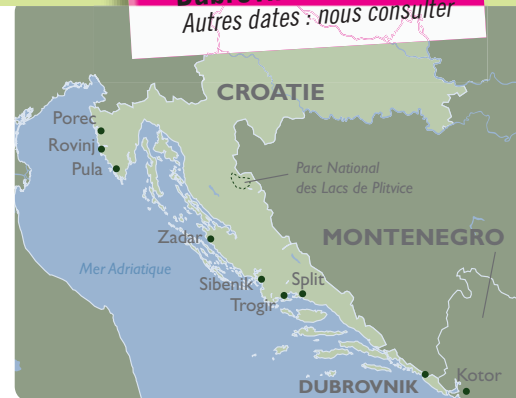 Autres dates : nous consulter
CROATIE
Porec
Rovinj
Pula
Parc National
des Lacs de Plitvice
Zadar
MONTENEGRO
Mer Adriatique
Sibenik
Split
Trogir
DUBROVNIK
Kotor